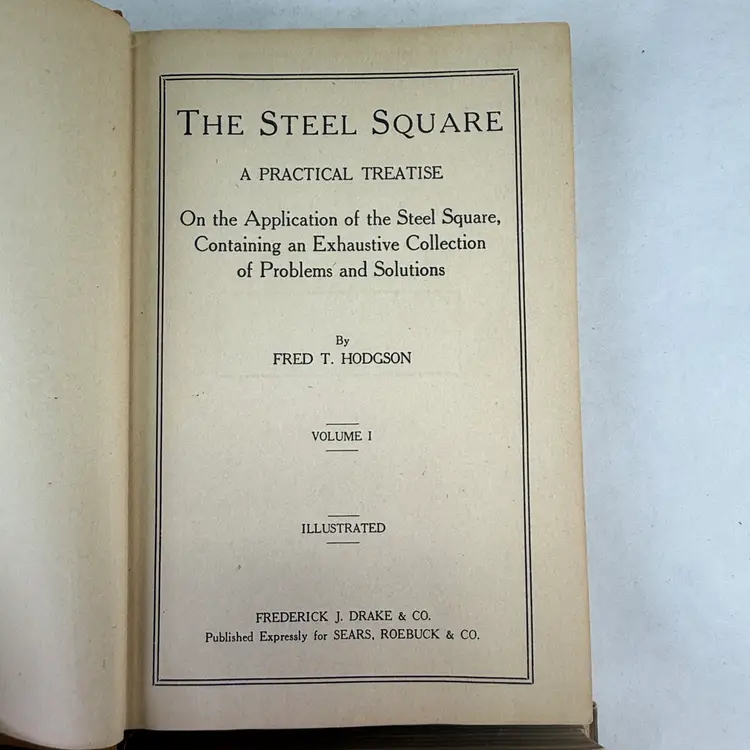 THE STEEL SQUARE
A PRACTICAL TREATISE
On the Application of the Steel Square,
Containing an Exhaustive Collection
of Problems and Solutions
By
FRED T. HODGSON
VOLUME I
ILLUSTRATED
FREDERICK J. DRAKE & CO.
Published Expressly for SEARS, ROEBUCK & CO.